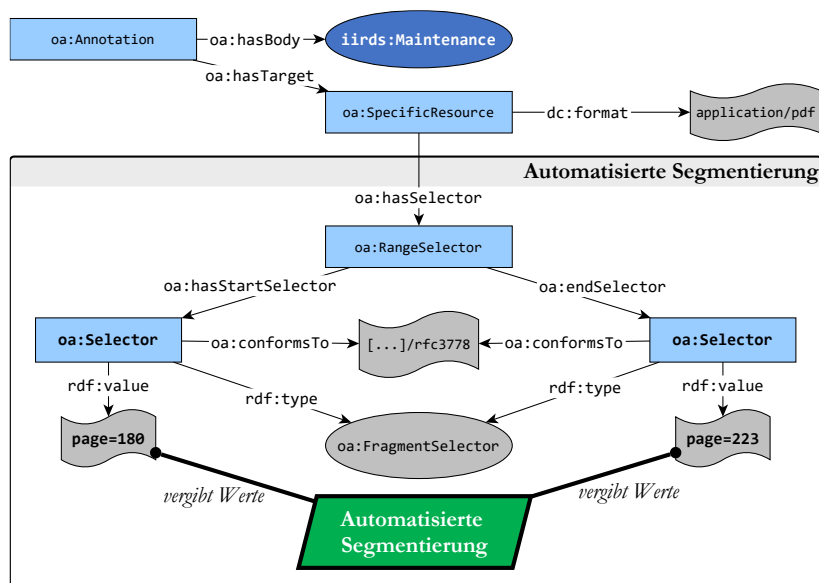 oa:Annotation
oa:hasBody
iirds:Maintenance
oa:hasTarget
oa:SpecificResource
dc:format
application/pdf
Automatisierte Segmentierung
oa:hasSelector
oa:RangeSelector
oa:hasStartSelector
oa:endSelector
oa:Selector
oa:conformsTo
[...]/rfc3778
oa:conformsTo
oa:Selector
rdf:value
rdf:type
rdf:type
rdf:value
page=180
oa:FragmentSelector
page=223
vergibt Werte
vergibt Werte
Automatisierte
Segmentierung